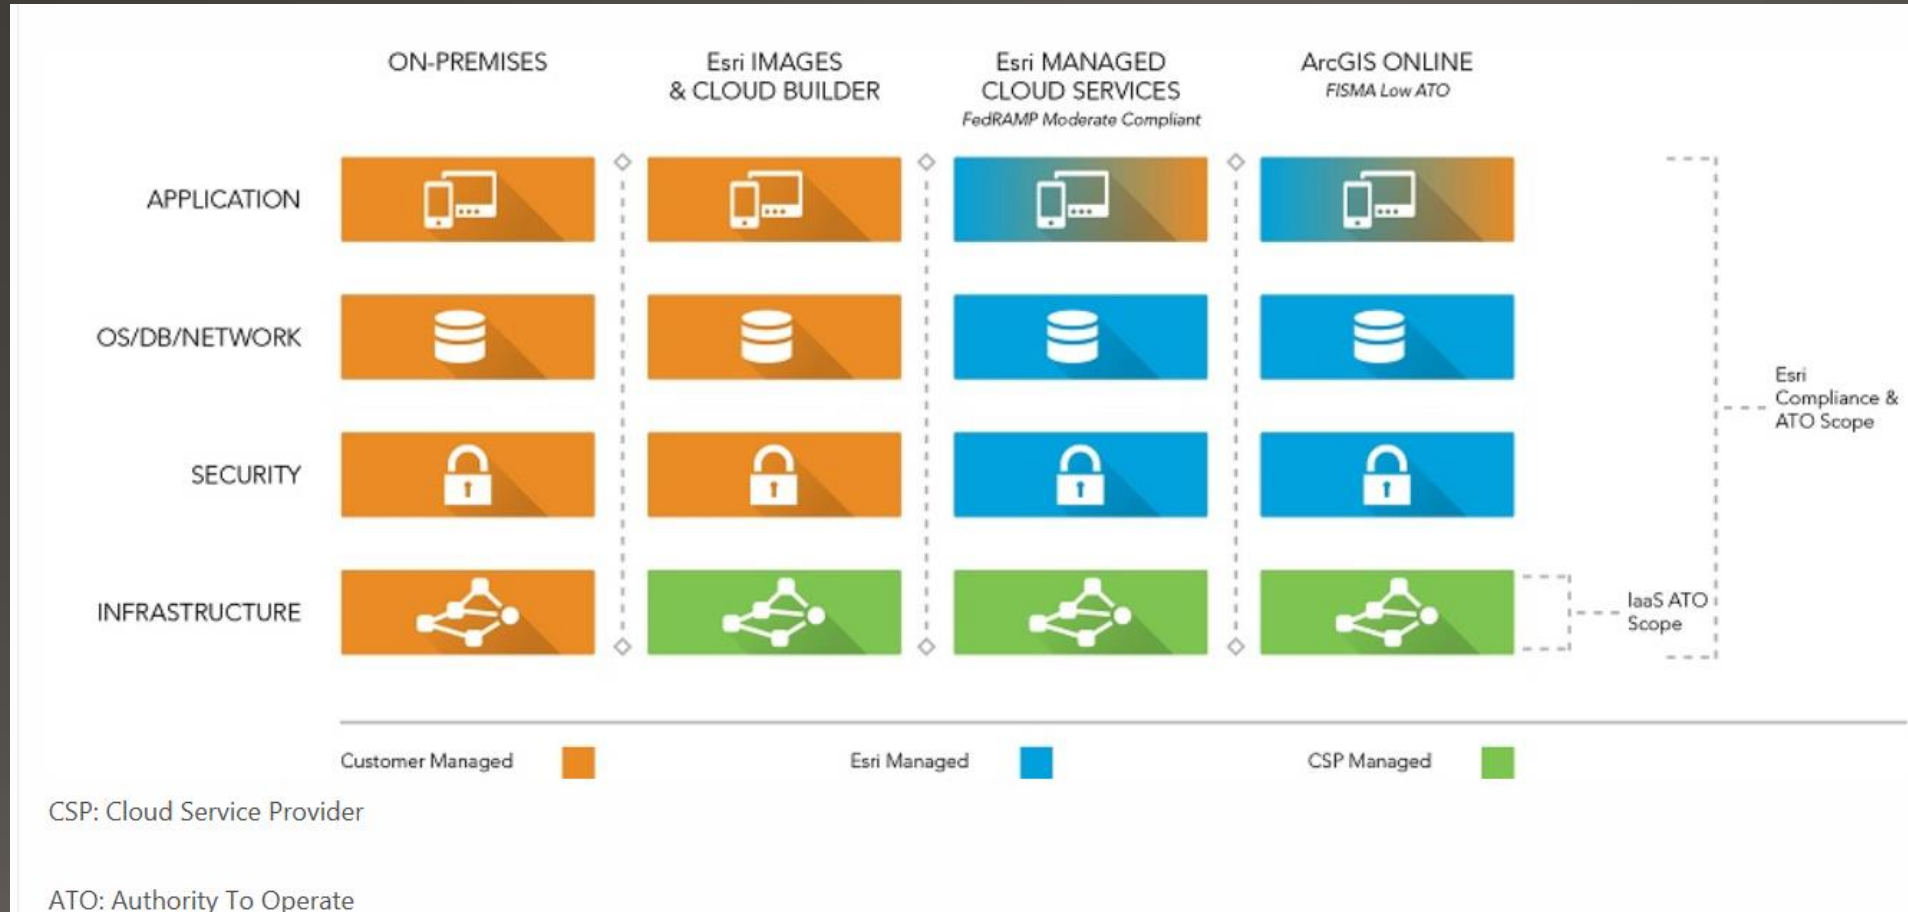 ON-PREMISES
Esri IMAGES
& CLOUD BUILDER
Esri MANAGED
CLOUD SERVICES
FedRAMP Moderate Compliant
ArcGIS ONLINE
FISMA Low ATO
APPLICATION
OS/DB/NETWORK
SECURITY
INFRASTRUCTURE
Esri
Compliance &
ATO Scope
IaaS ATO
Scope
Customer Managed
Esri Managed
CSP Managed
CSP: Cloud Service Provider
ATO: Authority To Operate